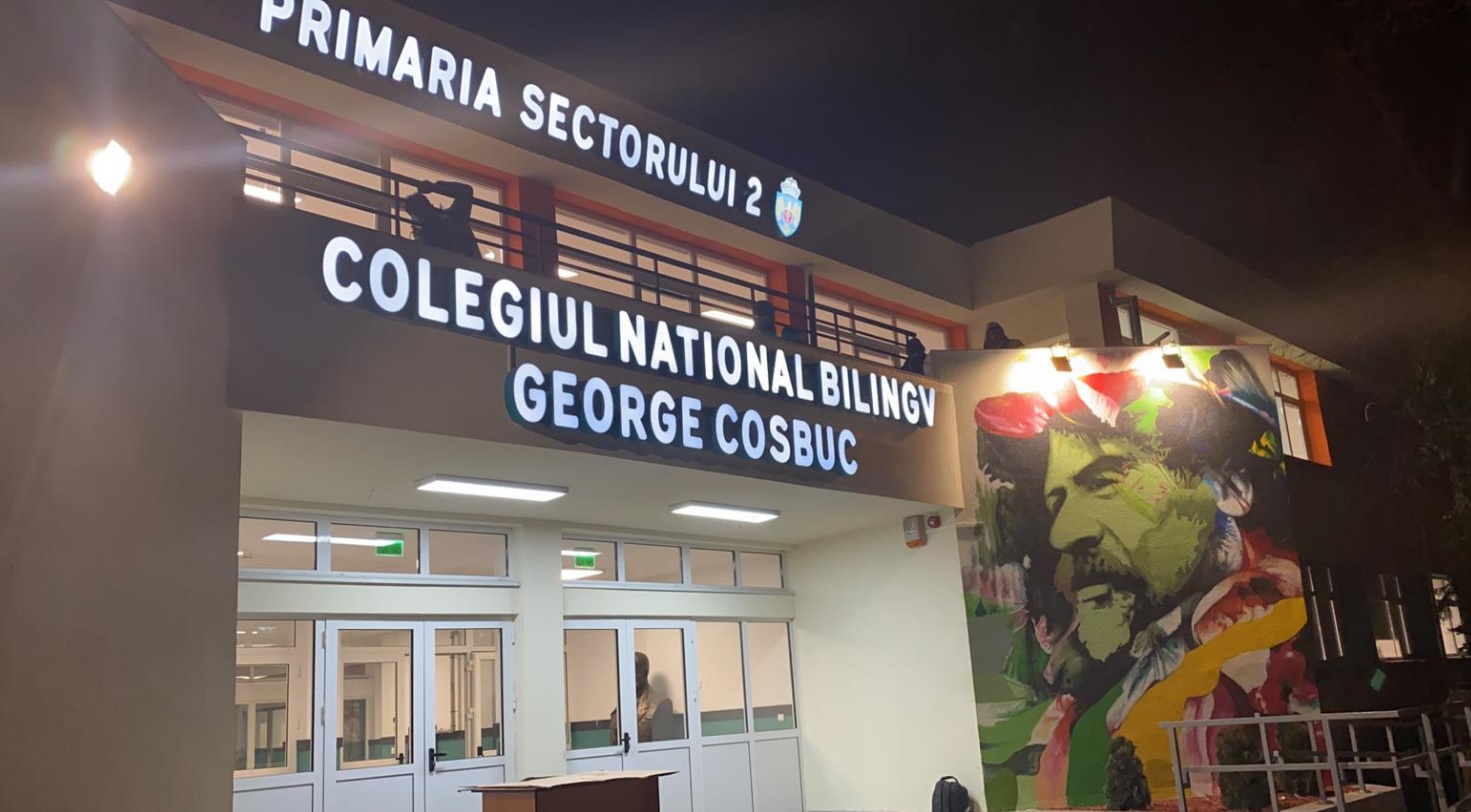 PRIMARIA SECTORULUI 2
COLEGIUL NATIONAL BILINGV
GEORGE COSBUC